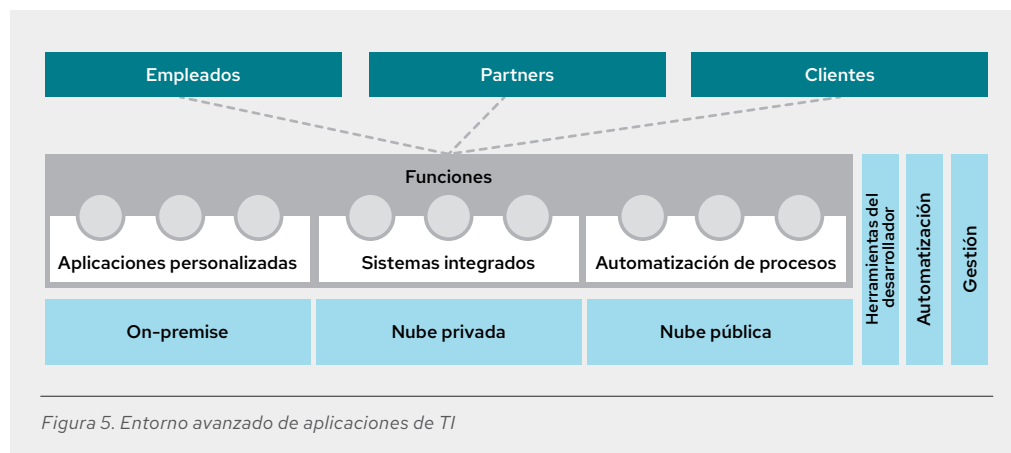 Empleados
Partners
Clientes
Funciones
Aplicaciones personalizadas
Sistemas integrados
Automatización de procesos
Herramientas del
desarrollador
Automatización
Gestión
On-premise
Nube privada
Nube pública
Figura 5. Entorno avanzado de aplicaciones de TI